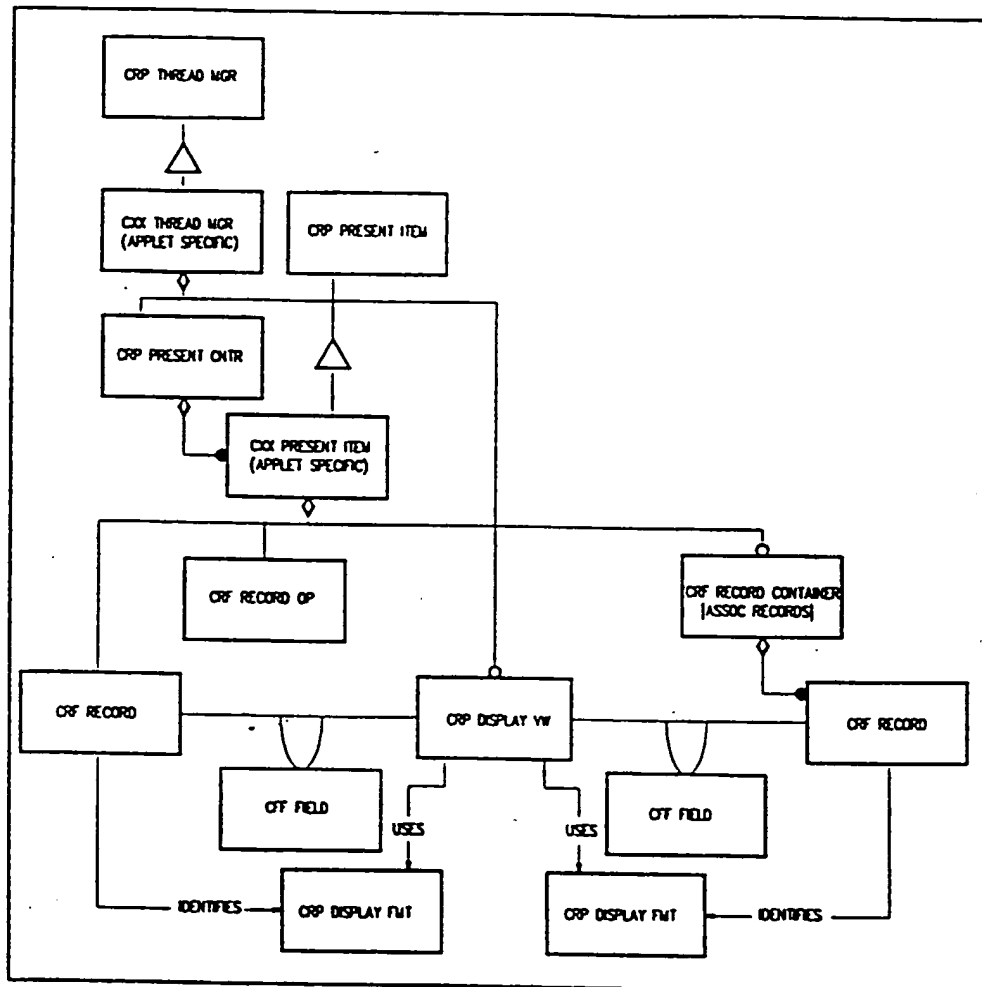 CRP THREAD MGR
CXX THREAD MGR
(APPLET SPECIFIC)
CRP PRESENT ITEM
CRP PRESENT CNTR
CXX PRESENT ITEM
(APPLET SPECIFIC)
CRF RECORD OP
CRF RECORD CONTAINER
|ASSOC RECORDS|
CRF RECORD
CRP DISPLAY VW
CRF RECORD
CFF FIELD
CFF FIELD
USES
USES
CRP DISPLAY FMT
CRP DISPLAY FMT
IDENTIFIES
IDENTIFIES